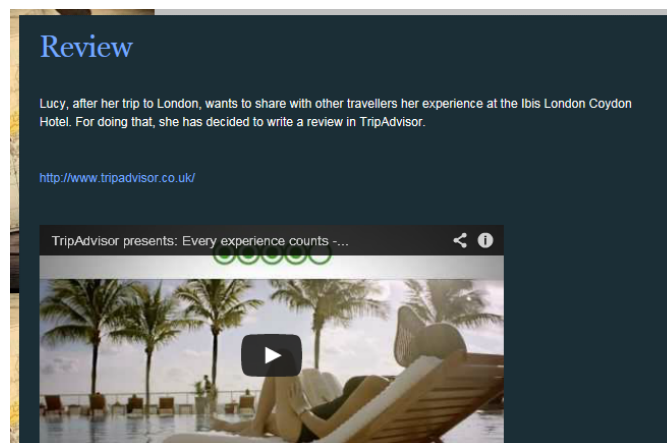 Review
Lucy, after her trip to London, wants to share with other travellers her experience at the Ibis London Coydon
Hotel. For doing that, she has decided to write a review in TripAdvisor.
http://www.tripadvisor.co.uk/
TripAdvisor presents: Every experience counts -...